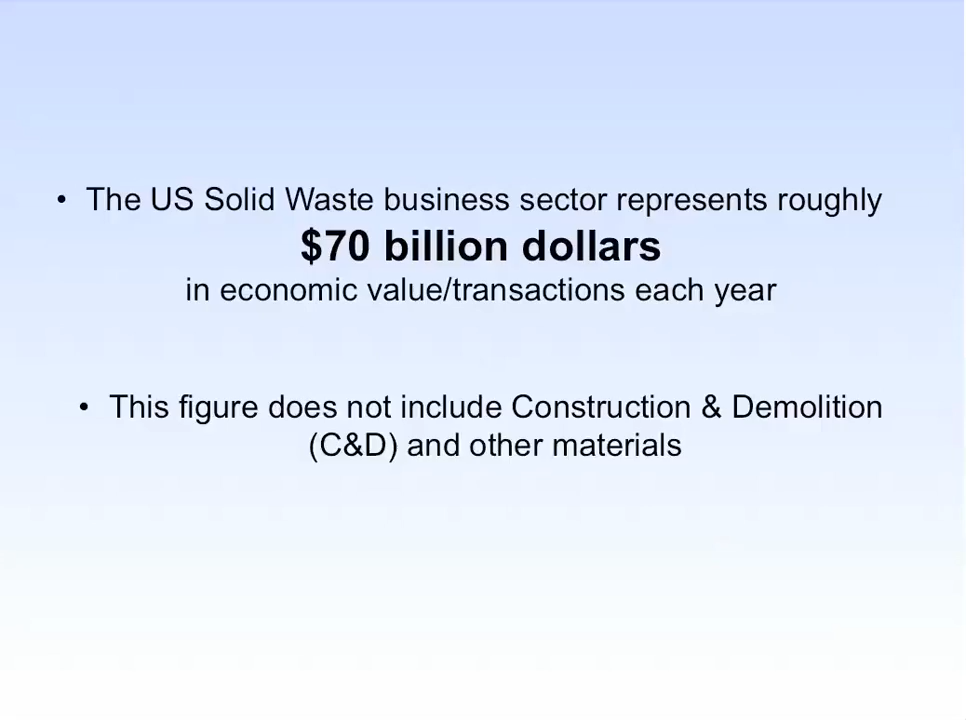 • The US Solid Waste business sector represents roughly
$70 billion dollars
in economic value/transactions each year
• This figure does not include Construction & Demolition
(C&D) and other materials